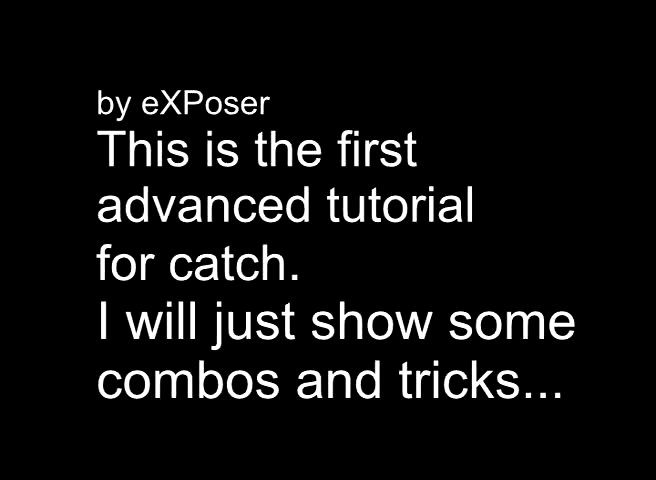 by eXPoser
This is the first
advanced tutorial
for catch.
I will just show some
combos and tricks...